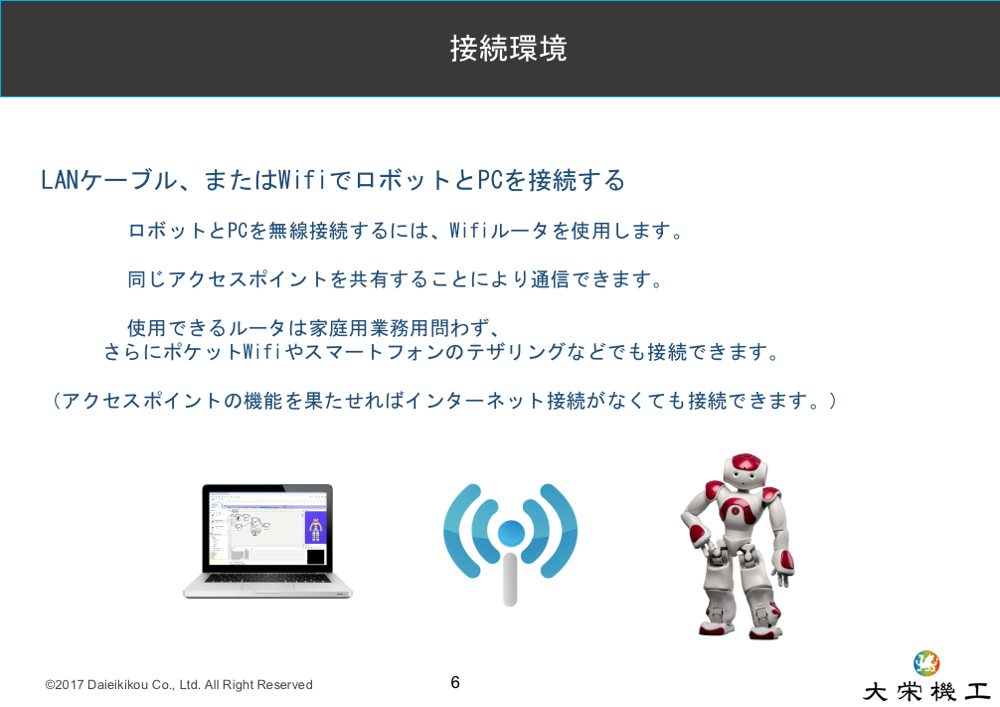 接続環境
LANケーブル、またはWifiでロボットとPCを接続する
ロボットとPCを無線接続するには、Wifiルータを使用します。
同じアクセスポイントを共有することにより通信できます。
使用できるルータは家庭用業務用問わず、
さらにポケットWifiやスマートフォンのテザリングなどでも接続できます。
（アクセスポイントの機能を果たせればインターネット接続がなくても接続できます。）
©2017 Daieikikou Co., Ltd. All Right Reserved
6
大栄機工